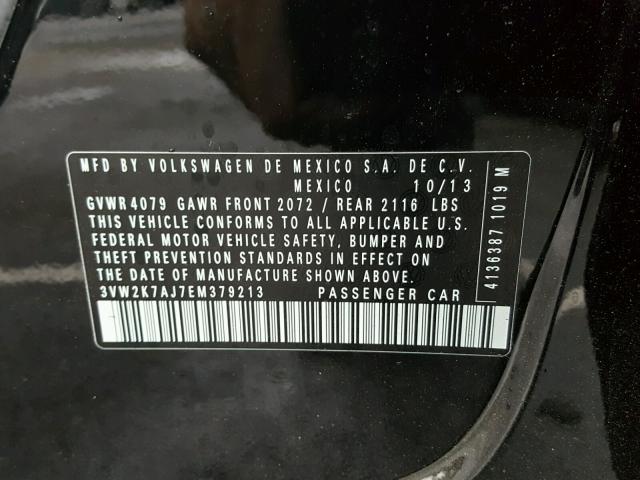 MFD BY VOLKSWAGEN DE MEXICO S.A. DE C.V.
MEXICO 10/13
GVWR 4079 GAWR FRONT 2072 / REAR 2116 LBS
THIS VEHICLE CONFORMS TO ALL APPLICABLE U.S.
FEDERAL MOTOR VEHICLE SAFETY, BUMPER AND
THEFT PREVENTION STANDARDS IN EFFECT ON
THE DATE OF MANUFACTURE SHOWN ABOVE.
3VW2K7AJ7EM379213 PASSENGER CAR
4136387 1019 M